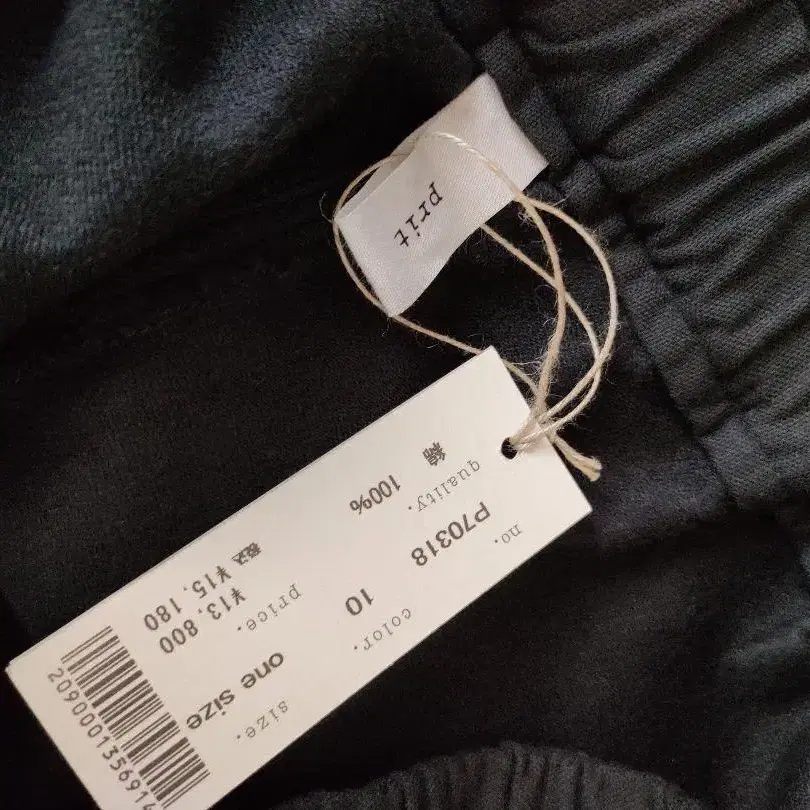 prit
no.
P70318
quality.
綿 100%
color.
10
price.
¥13,800
税込 ¥15,180
size.
one size